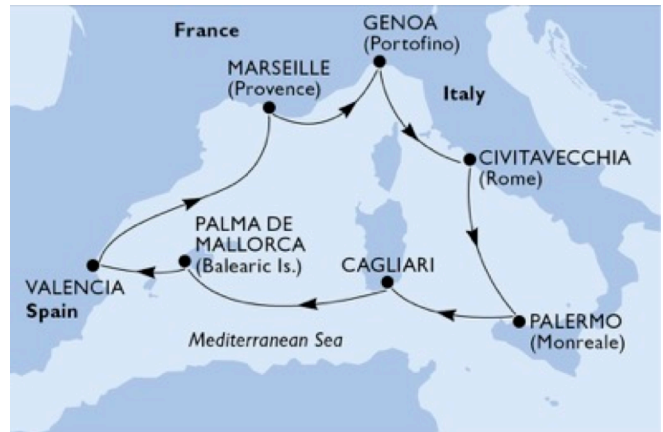 France
GENOA
(Portofino)
MARSEILLE
(Provence)
Italy
CIVITAVECCHIA
(Rome)
PALMA DE
MALLORCA
(Balearic Is.)
CAGLIARI
VALENCIA
Spain
PALERMO
(Monreale)
Mediterranean Sea